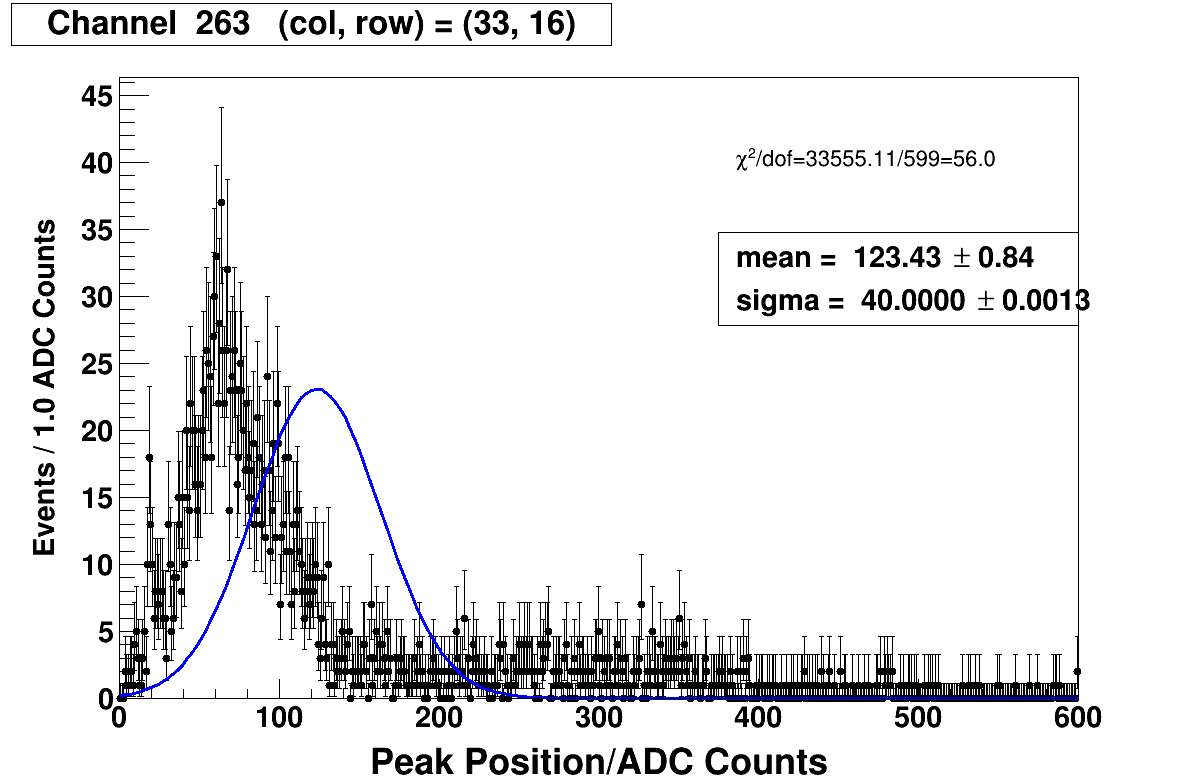 Channel 263 (col, row) = (33, 16)
χ²/dof=33555.11/599=56.0
mean = 123.43 ± 0.84
sigma = 40.0000 ± 0.0013
Events / 1.0 ADC Counts
45
40
35
30
25
20
15
10
5
0
0 100 200 300 400 500 600
Peak Position/ADC Counts